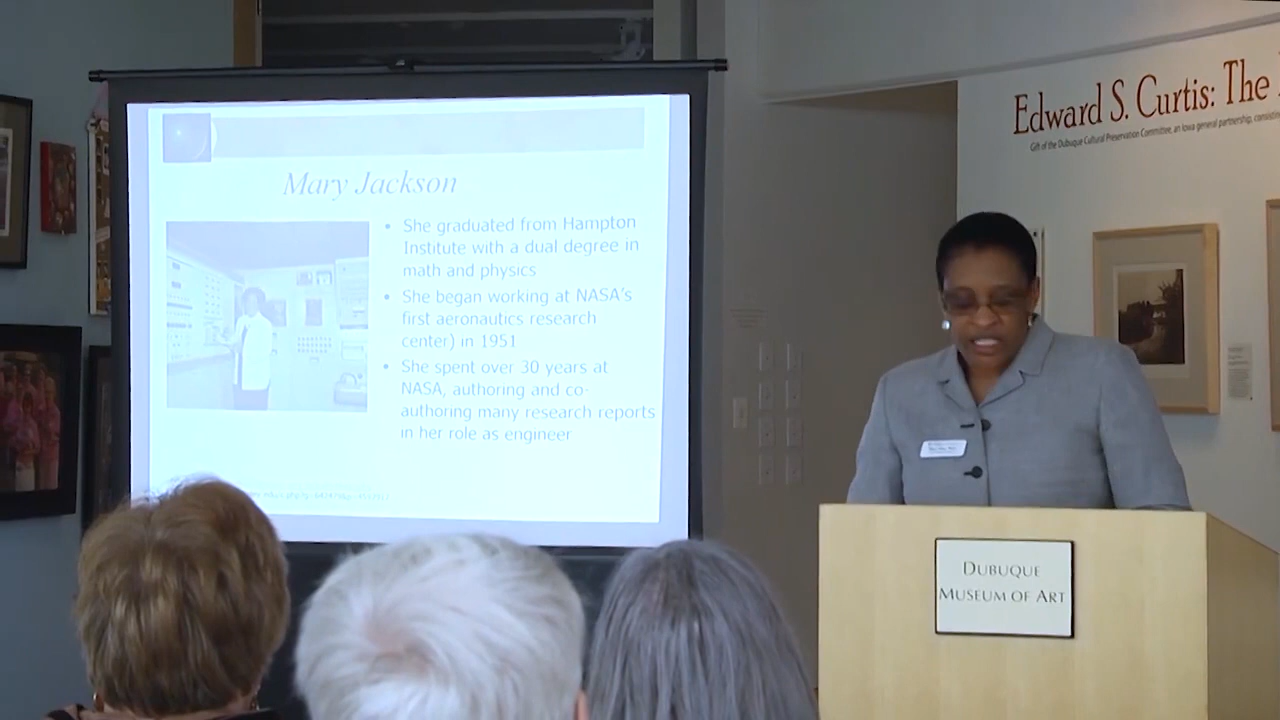 Mary Jackson
• She graduated from Hampton
Institute with a dual degree in
math and physics
• She began working at NASA's
first aeronautics research
center) in 1951
• She spent over 30 years at
NASA, authoring and co-
authoring many research reports
in her role as engineer
Edward S. Curtis: The
Gift of the Dubuque Cultural Preservation Committee, an Iowa general partnership, consisting
DUBUQUE
MUSEUM OF ART